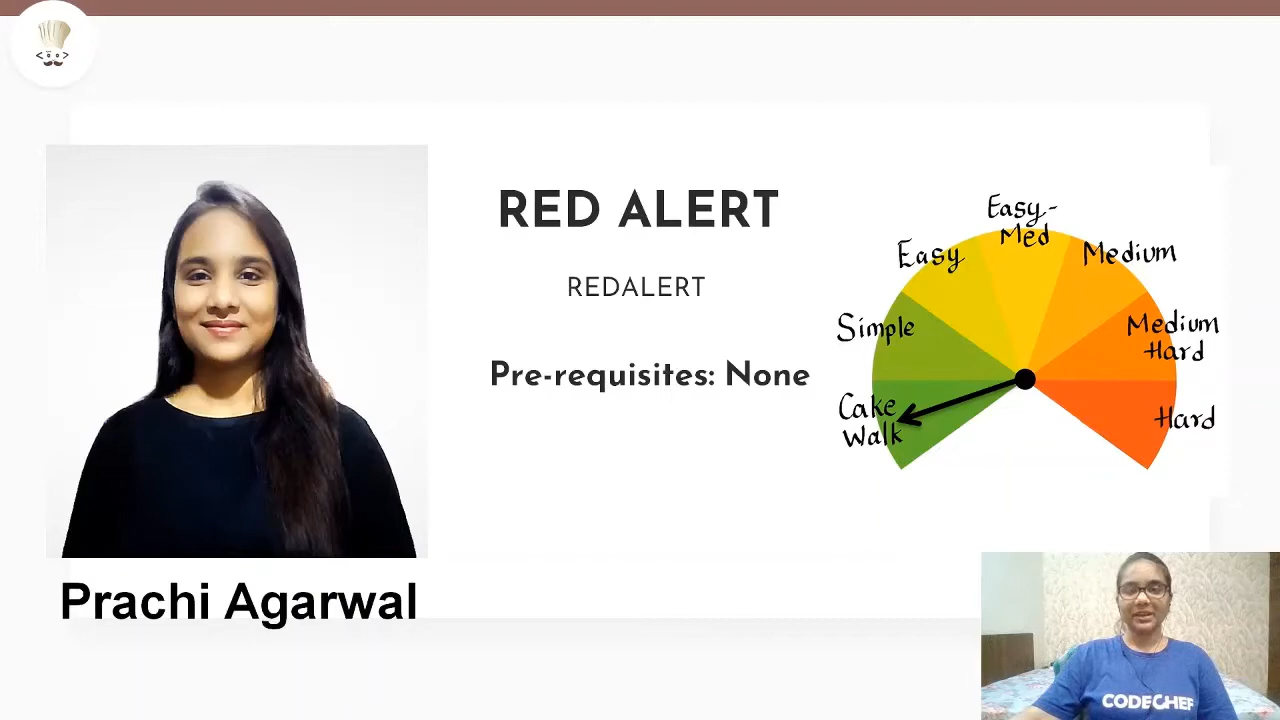 RED ALERT
REDALERT
Pre-requisites: None
Easy-
Med
Easy
Medium
Simple
Medium
Hard
Cake
Walk
Hard
Prachi Agarwal
CODECHEF